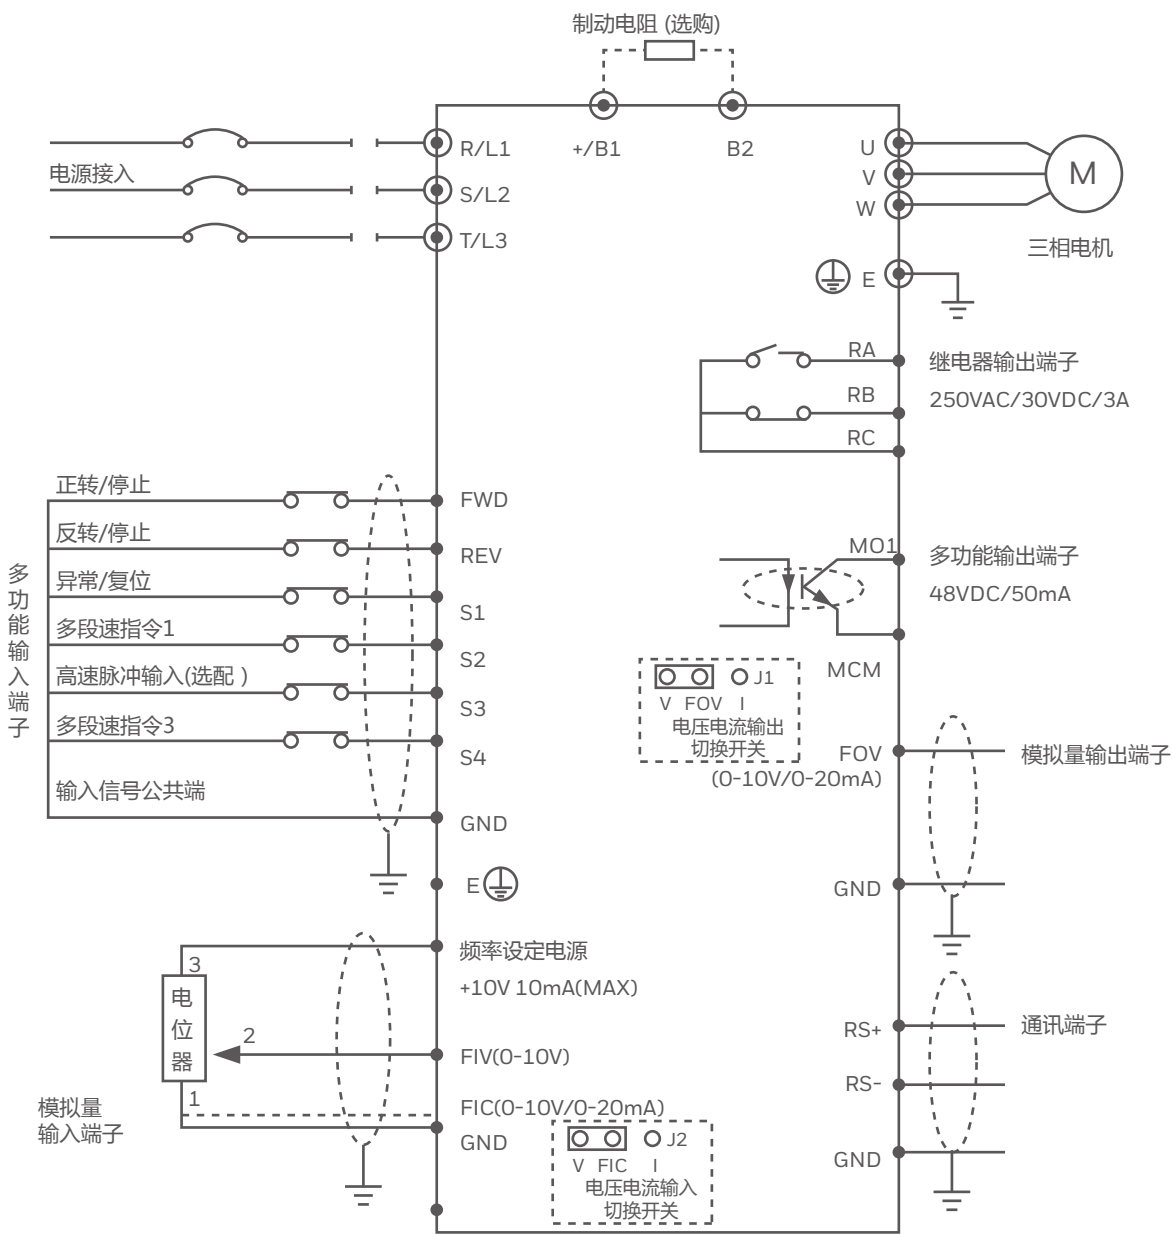 制动电阻 (选购)
+/B1
B2
R/L1
电源接入
S/L2
T/L3
U
V
W
M
三相电机
E
RA
继电器输出端子
RB
250VAC/30VDC/3A
RC
多功能输入端子
正转/停止
FWD
反转/停止
REV
异常/复位
S1
多段速指令1
S2
高速脉冲输入(选配 )
S3
多段速指令3
S4
输入信号公共端
GND
E
MO1
多功能输出端子
48VDC/50mA
MCM
J1
V FOV I
电压电流输出
切换开关
FOV
(0-10V/0-20mA)
模拟量输出端子
GND
频率设定电源
+10V 10mA(MAX)
3
电位器
2
1
FIV(0-10V)
模拟量
输入端子
FIC(0-10V/0-20mA)
GND
J2
V FIC I
电压电流输入
切换开关
RS+
通讯端子
RS-
GND